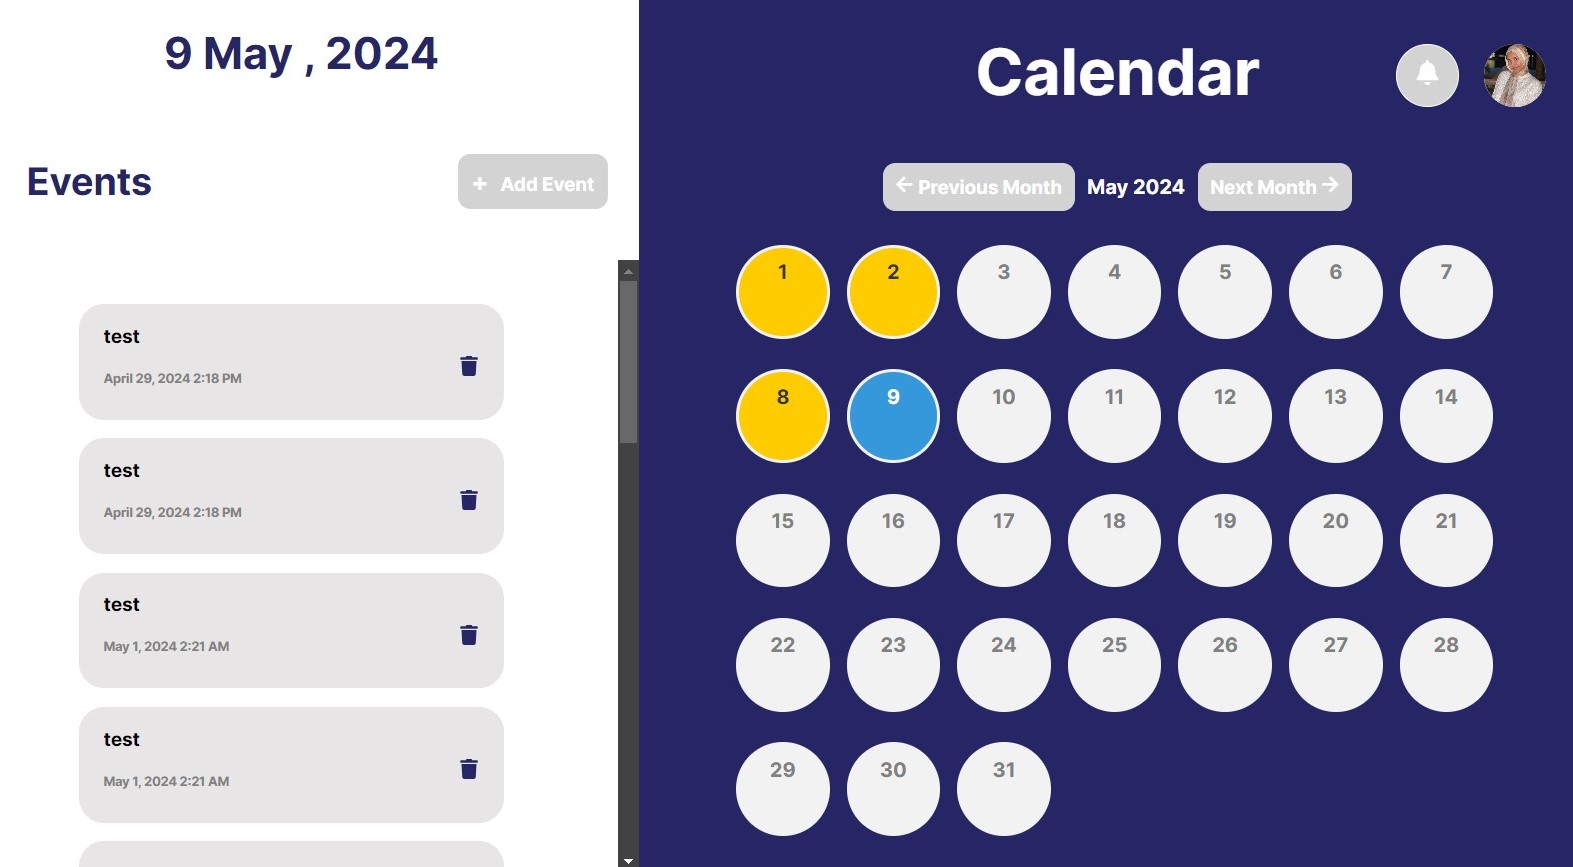 9 May , 2024
Events
+ Add Event
test
April 29, 2024 2:18 PM
test
April 29, 2024 2:18 PM
test
May 1, 2024 2:21 AM
test
May 1, 2024 2:21 AM
Calendar
← Previous Month May 2024 Next Month →
1 2 3 4 5 6 7
8 9 10 11 12 13 14
15 16 17 18 19 20 21
22 23 24 25 26 27 28
29 30 31